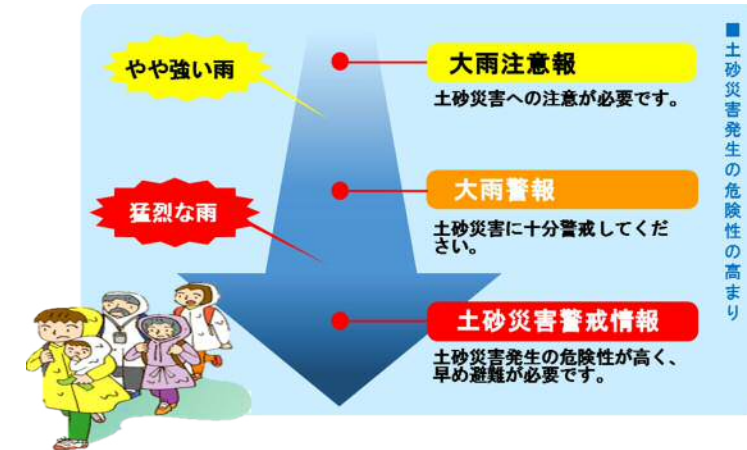 ■土砂災害発生の危険性の高まり
やや強い雨
大雨注意報
土砂災害への注意が必要です。
猛烈な雨
大雨警報
土砂災害に十分警戒してくだ
さい。
土砂災害警戒情報
土砂災害発生の危険性が高く、
早め避難が必要です。